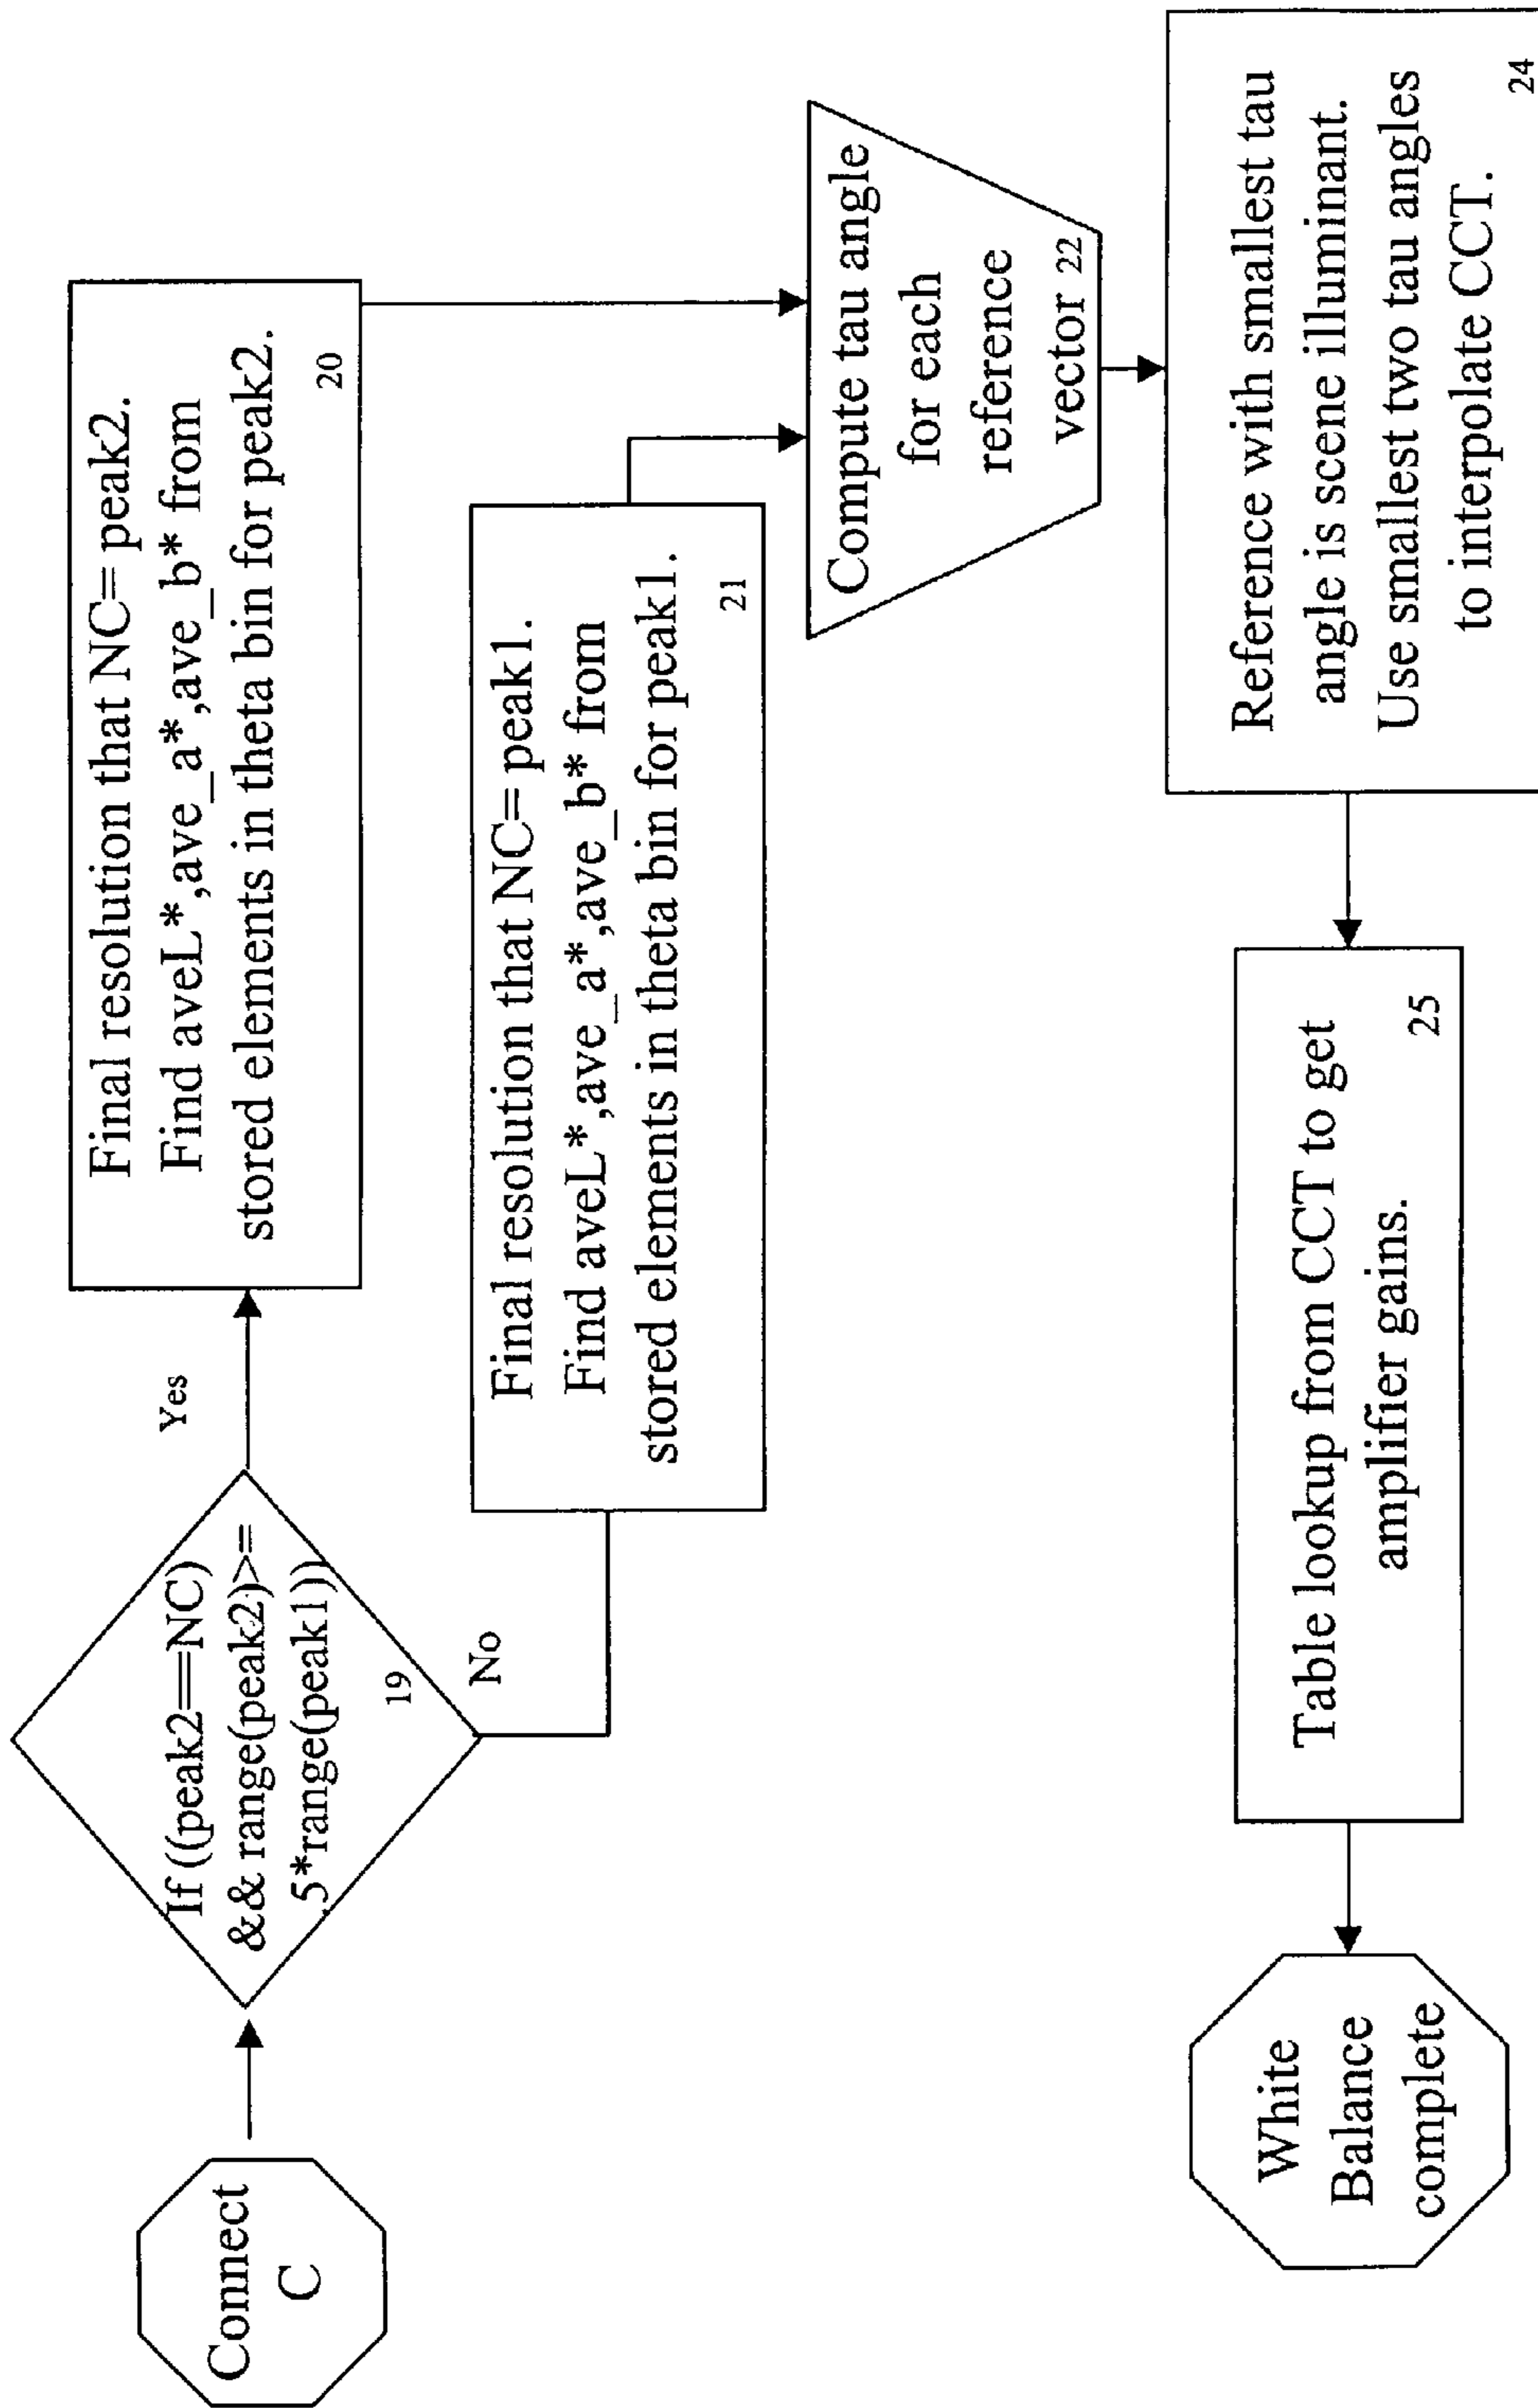 Connect
C
If ((peak2==NC)
&& range(peak2)>=
.5*range(peak1))
19
Yes
No
Final resolution that NC= peak2.
Find aveL*,ave_a*,ave_b* from
stored elements in theta bin for peak2.
20
Final resolution that NC= peak1.
Find aveL*,ave_a*,ave_b* from
stored elements in theta bin for peak1.
21
Compute tau angle
for each
reference
vector 22
Reference with smallest tau
angle is scene illuminant.
Use smallest two tau angles
to interpolate CCT.
24
Table lookup from CCT to get
amplifier gains.
25
White
Balance
complete